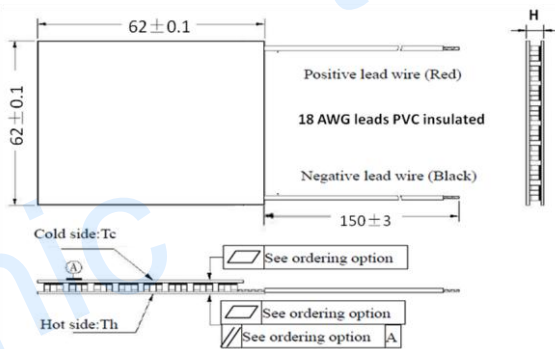 62±0.1
H
62±0.1
Positive lead wire (Red)
18 AWG leads PVC insulated
Negative lead wire (Black)
150±3
Cold side:Tc
A
See ordering option
Hot side:Th
See ordering option
See ordering option A